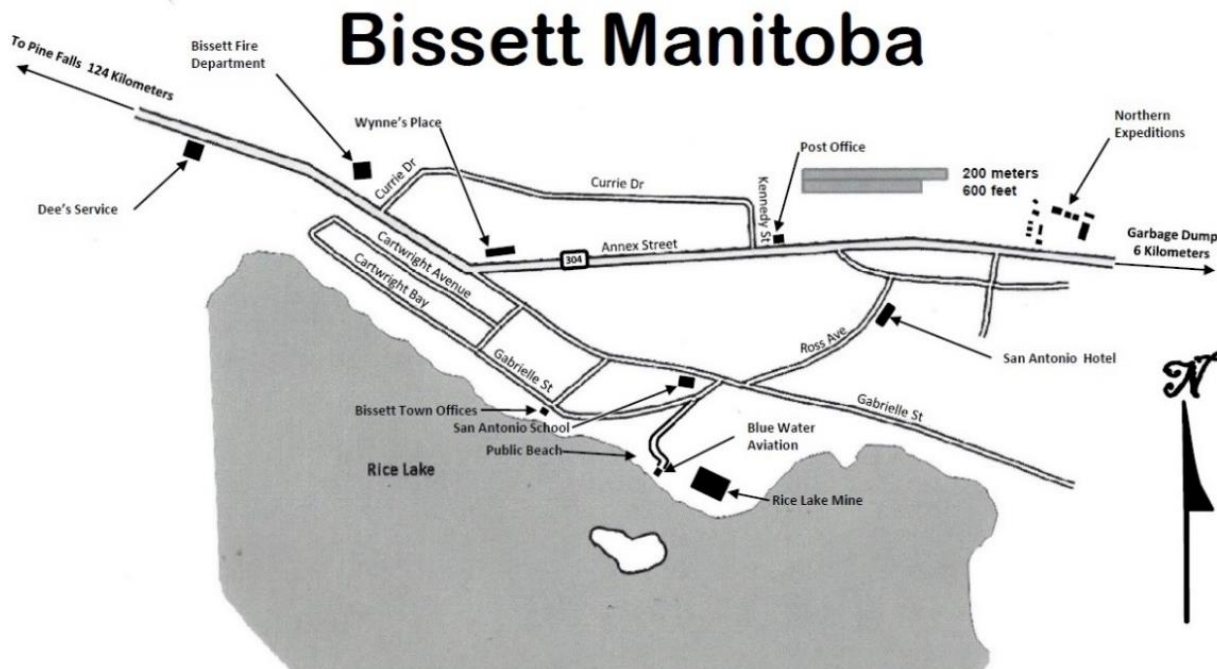 Bissett Manitoba
To Pine Falls 124 Kilometers
Bissett Fire
Department
Wynne's Place
Post Office
200 meters
600 feet
Northern
Expeditions
Dee's Service
Currie Dr
Currie Dr
Kennedy St
Annex Street
304
Garbage Dump
6 Kilometers
Cartwright Avenue
Cartwright Bay
Ross Ave
San Antonio Hotel
Gabrielle St
Gabrielle St
Bissett Town Offices
San Antonio School
Public Beach
Blue Water
Aviation
Rice Lake
Rice Lake Mine
N